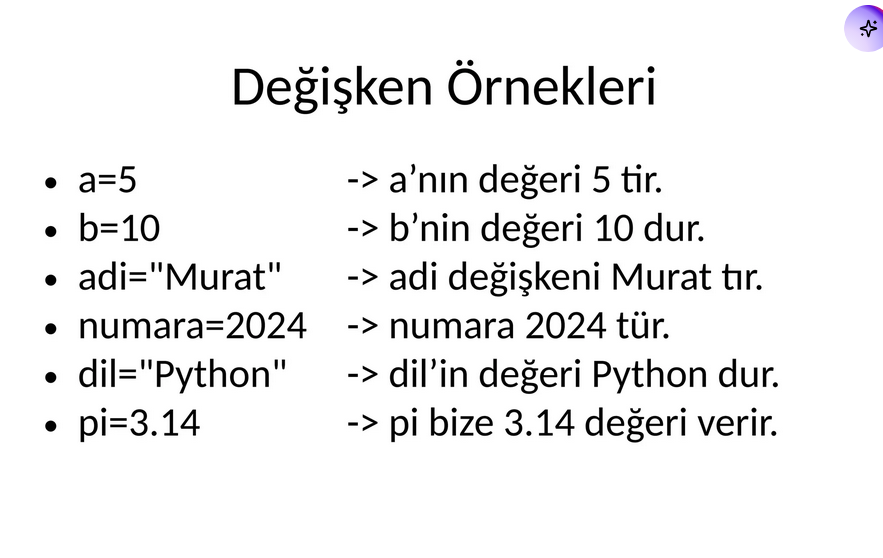 Değişken Örnekleri
• a=5 -> a’nın değeri 5 tir.
• b=10 -> b’nin değeri 10 dur.
• adi="Murat" -> adi değişkeni Murat tır.
• numara=2024 -> numara 2024 tür.
• dil="Python" -> dil’in değeri Python dur.
• pi=3.14 -> pi bize 3.14 değeri verir.